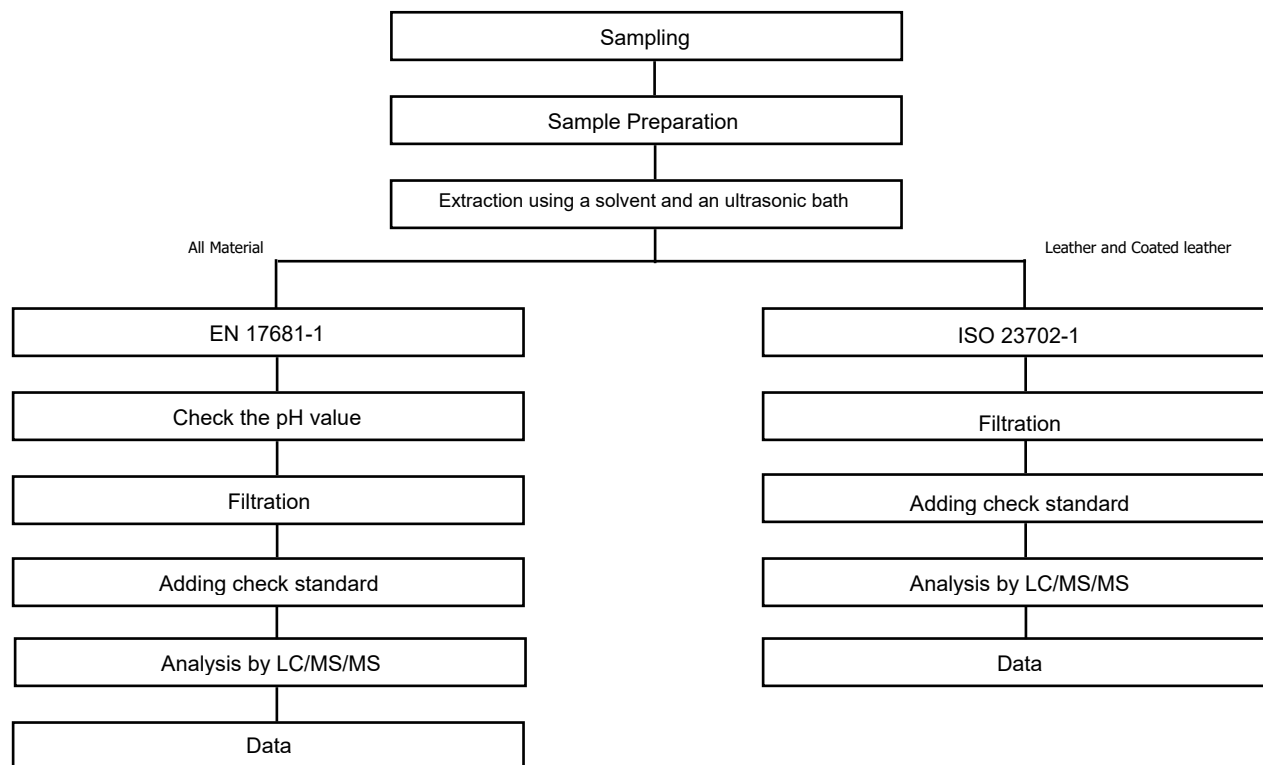 Sampling
Sample Preparation
Extraction using a solvent and an ultrasonic bath
All Material
Leather and Coated leather
EN 17681-1
Check the pH value
Filtration
Adding check standard
Analysis by LC/MS/MS
Data
ISO 23702-1
Filtration
Adding check standard
Analysis by LC/MS/MS
Data